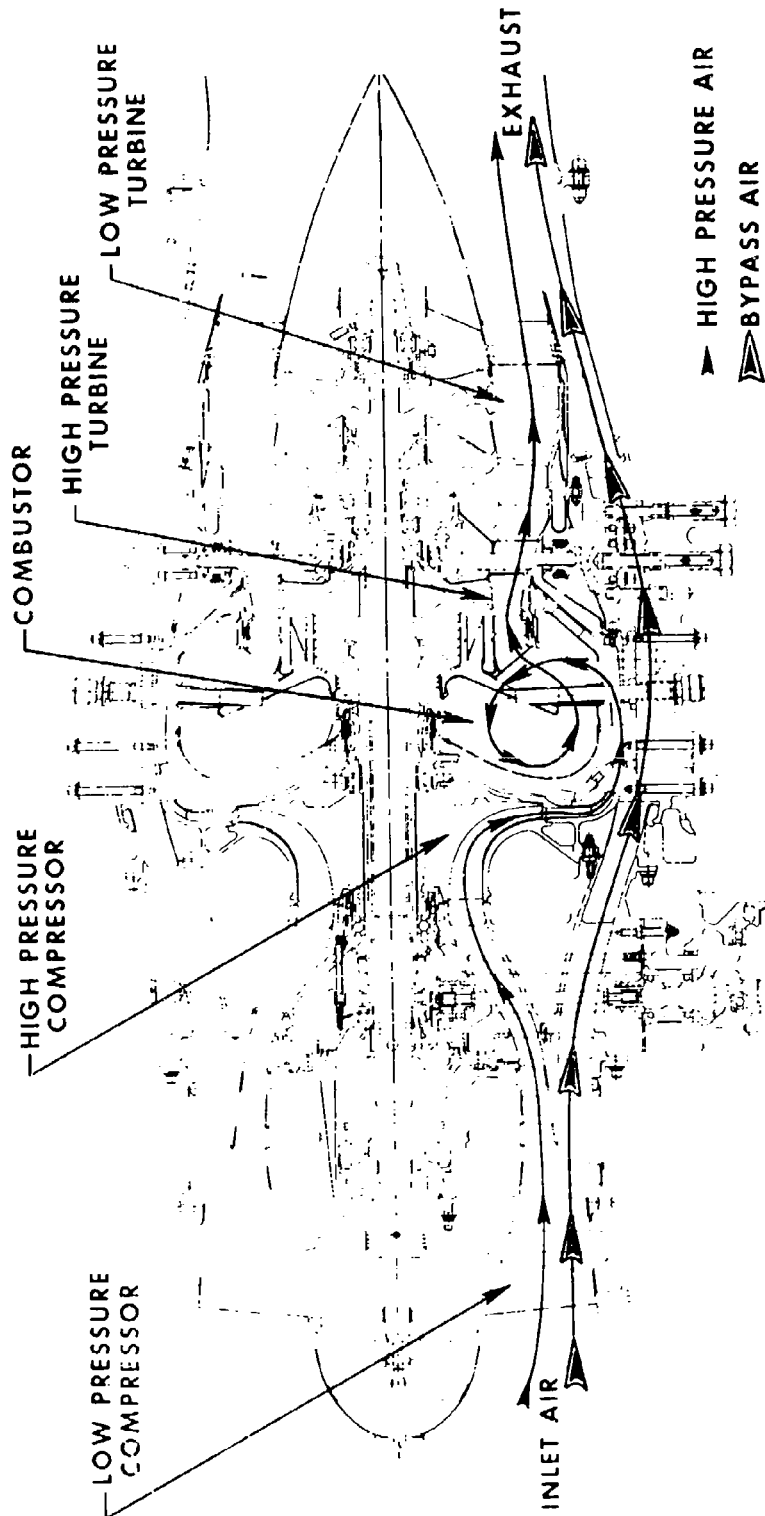 LOW PRESSURE
COMPRESSOR
HIGH PRESSURE
COMPRESSOR
COMBUSTOR
HIGH PRESSURE
TURBINE
LOW PRESSURE
TURBINE
INLET AIR
EXHAUST
HIGH PRESSURE AIR
BYPASS AIR